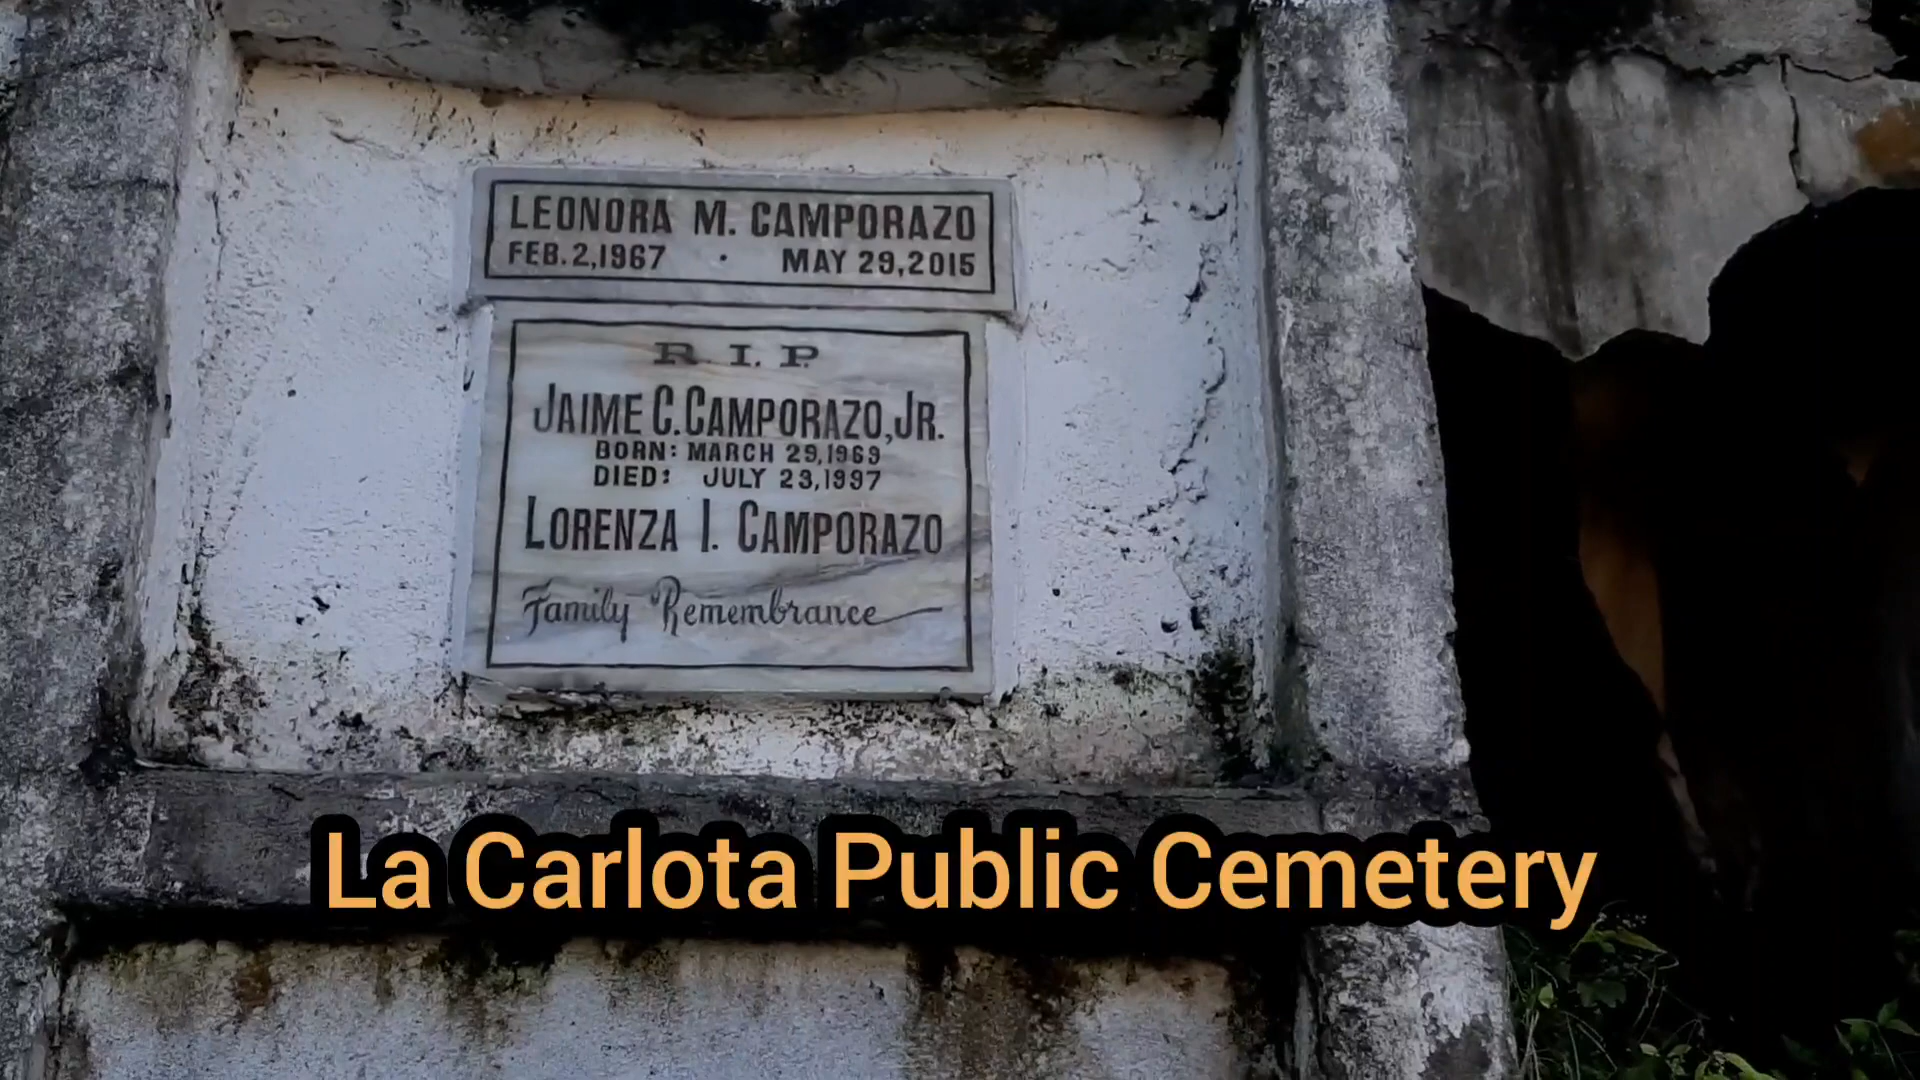 LEONORA M. CAMPORAZO
FEB. 2, 1967 · MAY 29, 2015
R. I. P.
JAIME C. CAMPORAZO, JR.
BORN: MARCH 29, 1969
DIED: JULY 23, 1997
LORENZA I. CAMPORAZO
Family Remembrance
La Carlota Public Cemetery